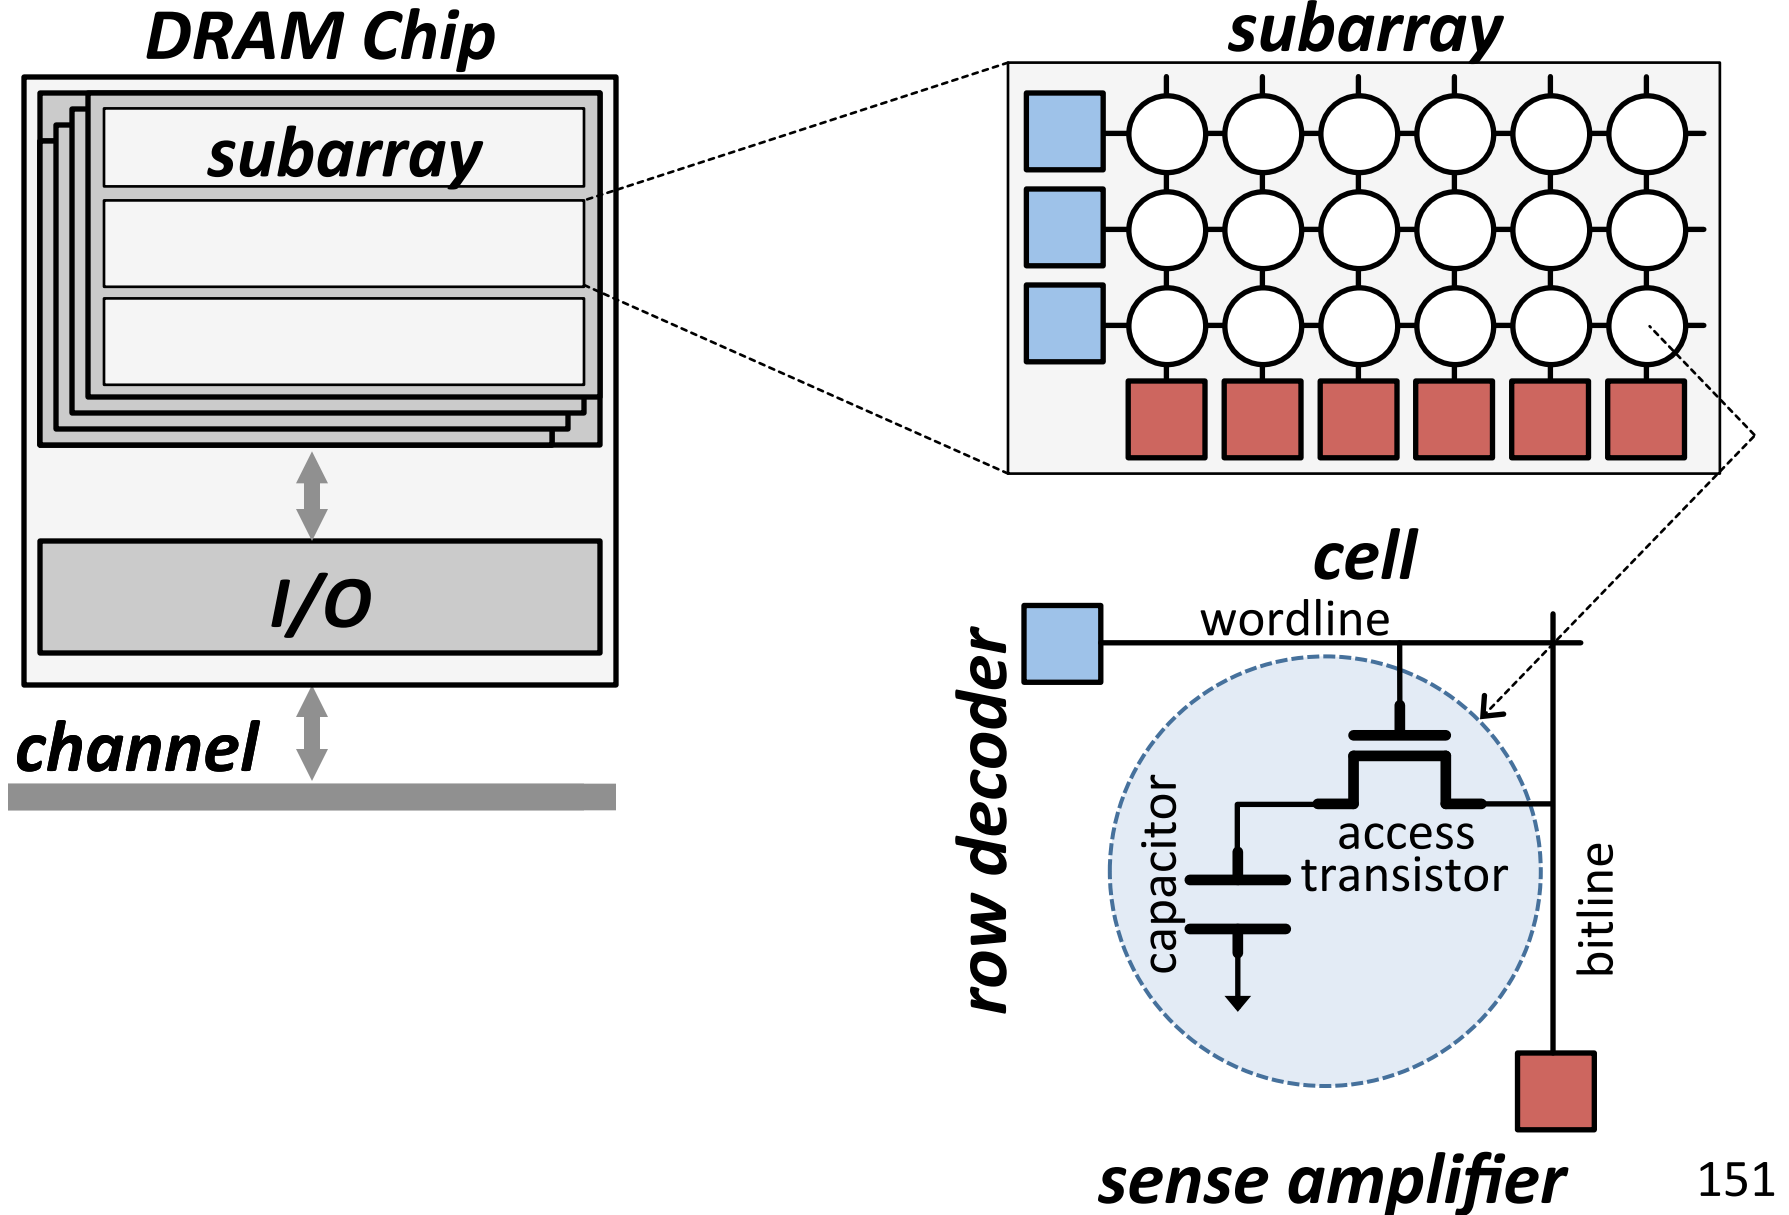 DRAM Chip
subarray
I/O
channel
subarray
cell
wordline
row decoder
capacitor
access
transistor
bitline
sense amplifier
151